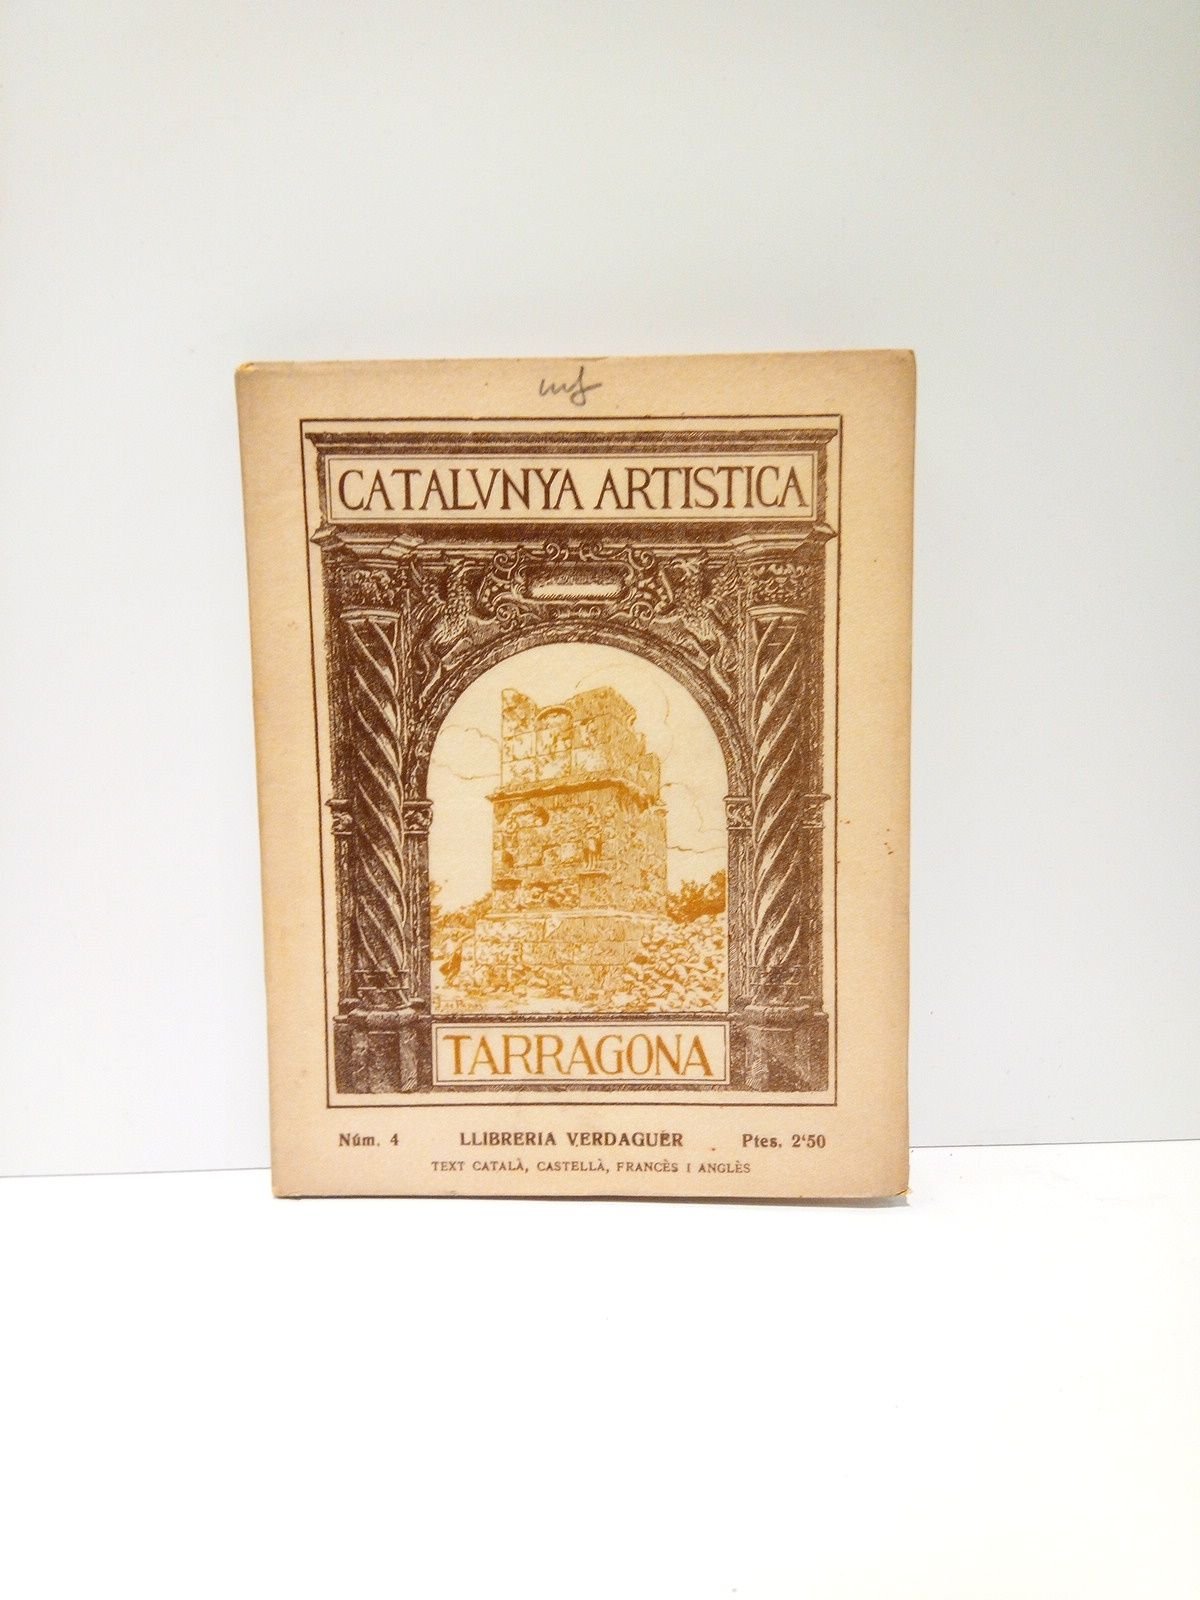 CATALVNYA ARTISTICA
TARRAGONA
Núm. 4 LLIBRERIA VERDAGUER Ptes. 2'50
TEXT CATALÀ, CASTELLÀ, FRANCÈS I ANGLÈS